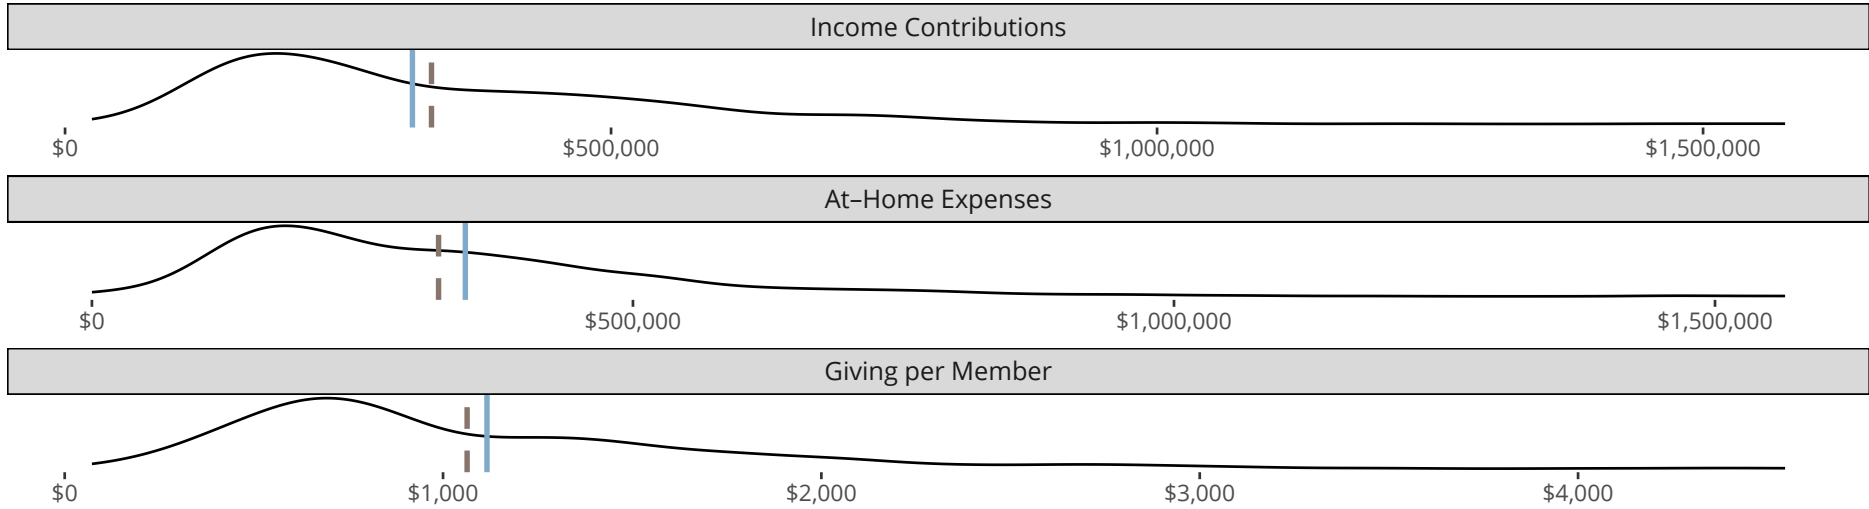 Income Contributions
$0 $500,000 $1,000,000 $1,500,000
At–Home Expenses
$0 $500,000 $1,000,000 $1,500,000
Giving per Member
$0 $1,000 $2,000 $3,000 $4,000